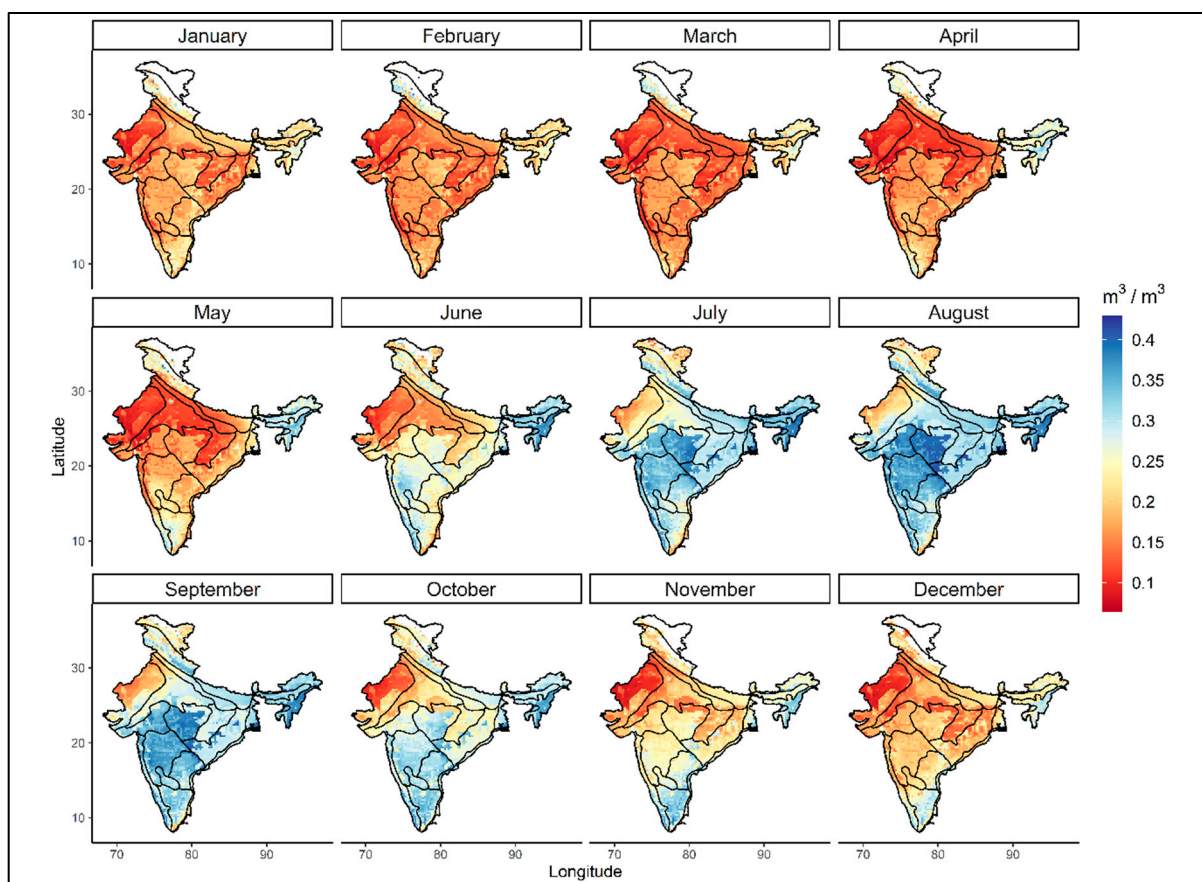 January
February
March
April
30
20
10
May
June
July
August
30
20
10
Latitude
m³ / m³
0.4
0.35
0.3
0.25
0.2
0.15
0.1
September
October
November
December
30
20
10
70 80 90 70 80 90 70 80 90 70 80 90
Longitude